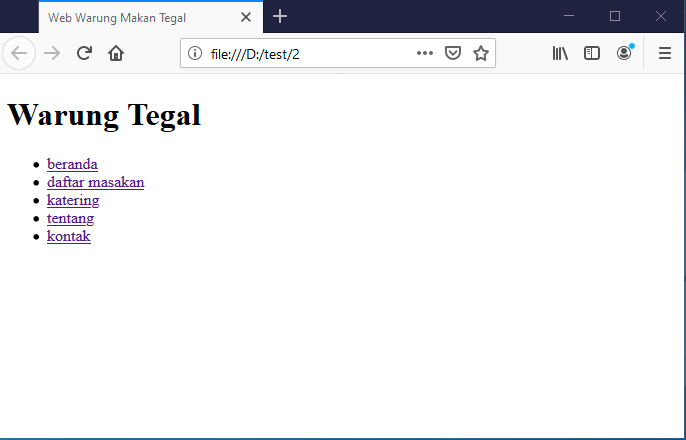 Web Warung Makan Tegal
file:///D:/test/2
Warung Tegal
beranda
daftar masakan
katering
tentang
kontak